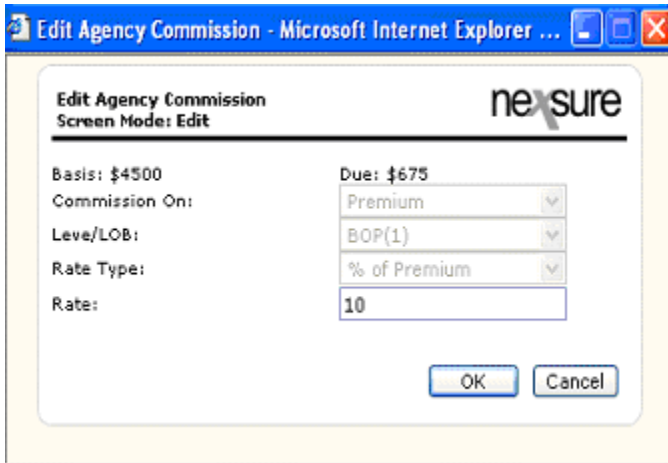 Edit Agency Commission - Microsoft Internet Explorer ...
Edit Agency Commission
Screen Mode: Edit
nexsure
Basis: $4500
Due: $675
Commission On:
Premium
Leve/LOB:
BOP(1)
Rate Type:
% of Premium
Rate:
10
OK
Cancel